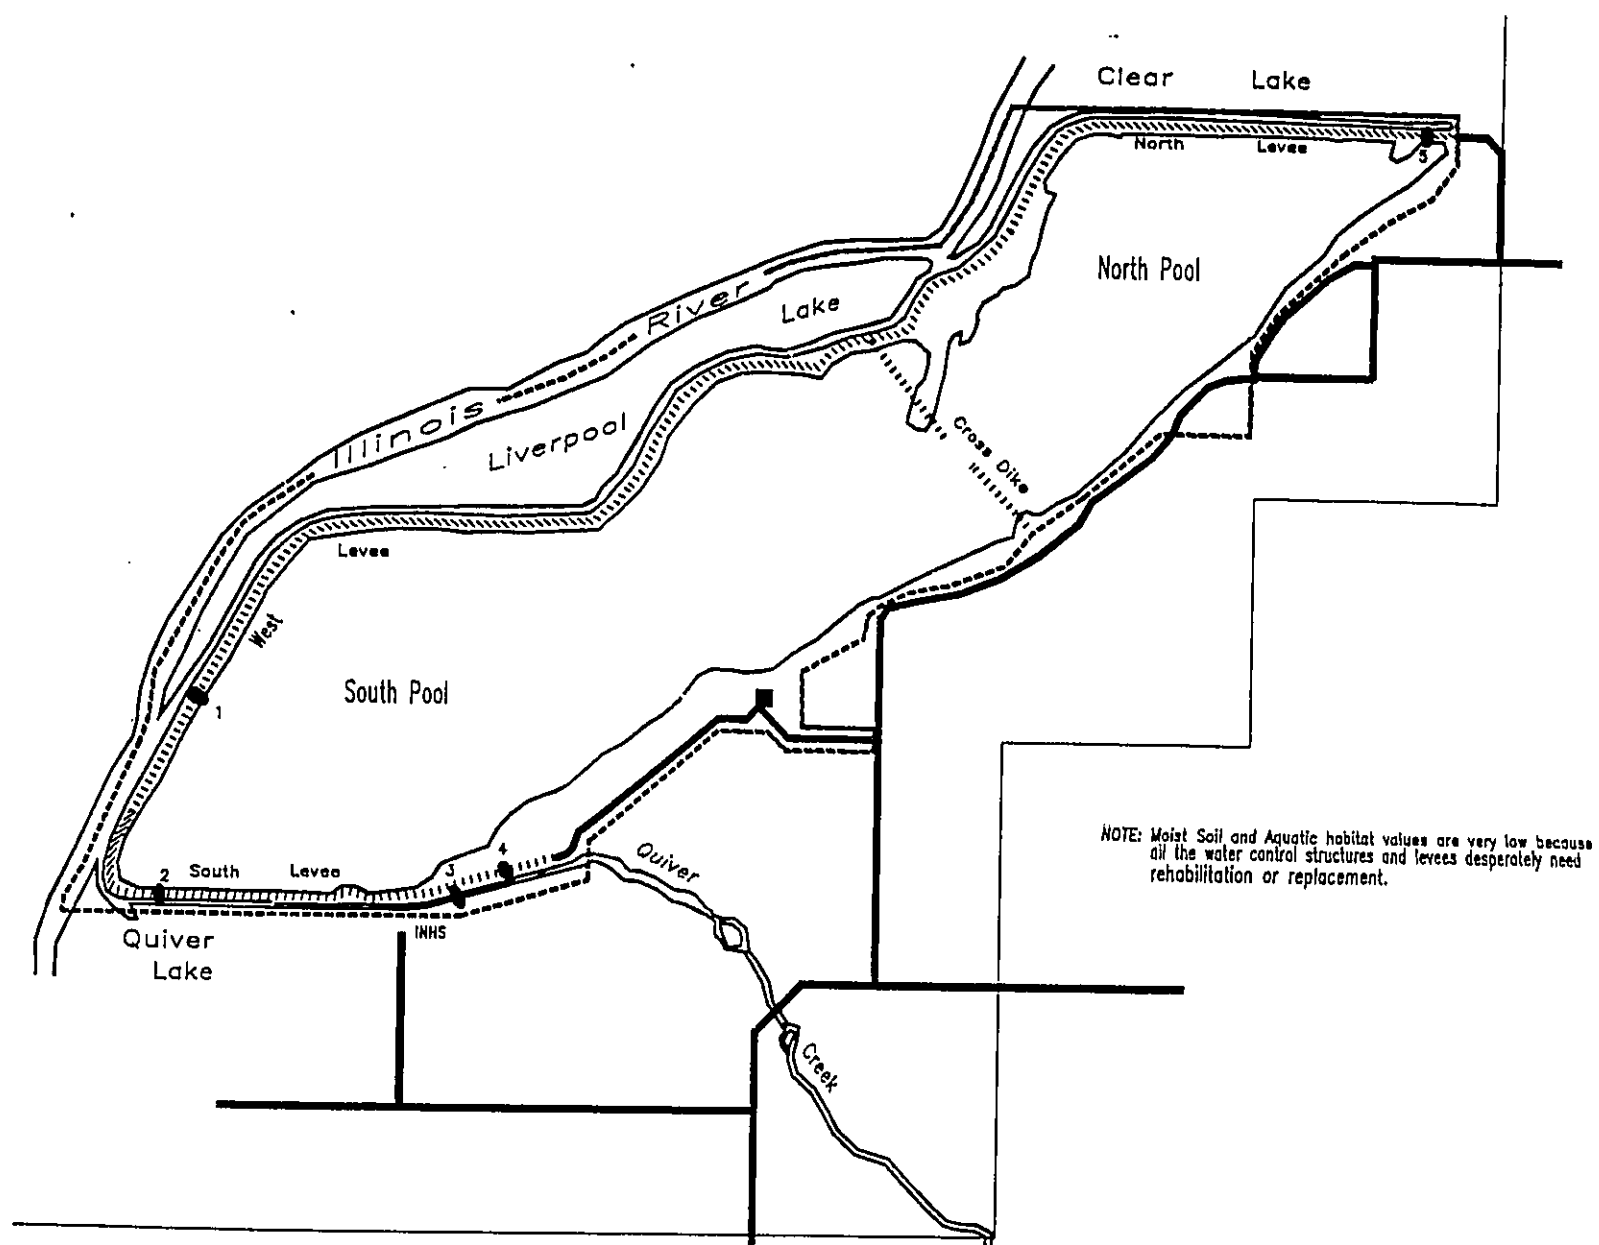 Clear Lake
North Levee
5
North Pool
River
Lake
Illinois
Liverpool
Cross Dike
Levee
West
South Pool
1
NOTE: Moist Soil and Aquatic habitat values are very low because
all the water control structures and levees desperately need
rehabilitation or replacement.
4
Quiver
2
South Levee
3
INHS
Quiver
Lake
Creek